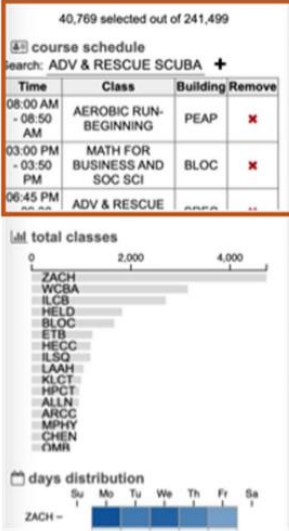 40,769 selected out of 241,499
course schedule
Search: ADV & RESCUE SCUBA +
Time Class Building Remove
08:00 AM - 08:50 AM AEROBIC RUN-BEGINNING PEAP ×
03:00 PM - 03:50 PM MATH FOR BUSINESS AND SOC SCI BLOC ×
06:45 PM ADV & RESCUE
total classes
0 2,000 4,000
ZACH
WCBA
ILCB
HELD
BLOC
ETB
HECC
ILSQ
LAAH
KLCT
HPCT
ALLN
ARCC
MPHY
CHEN
OMB
days distribution
Su Mo Tu We Th Fr Sa
ZACH –